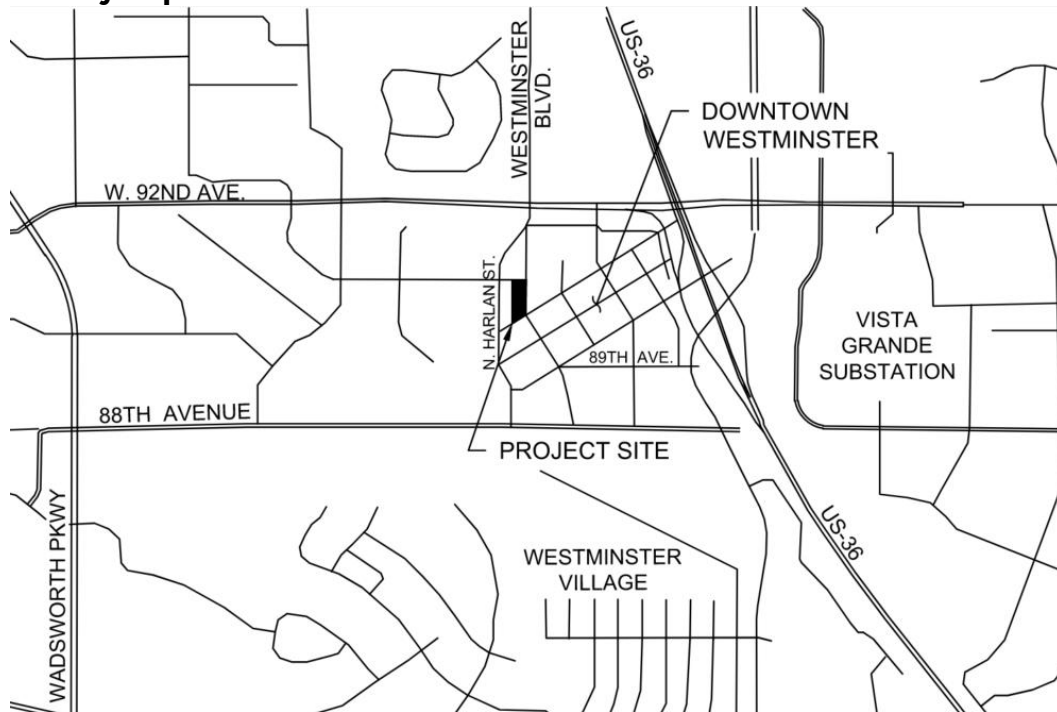 US-36
WESTMINSTER
BLVD.
DOWNTOWN
WESTMINSTER
W. 92ND AVE.
N. HARLAN ST.
VISTA
GRANDE
SUBSTATION
89TH AVE.
88TH AVENUE
PROJECT SITE
WADSWORTH PKWY
US-36
WESTMINSTER
VILLAGE